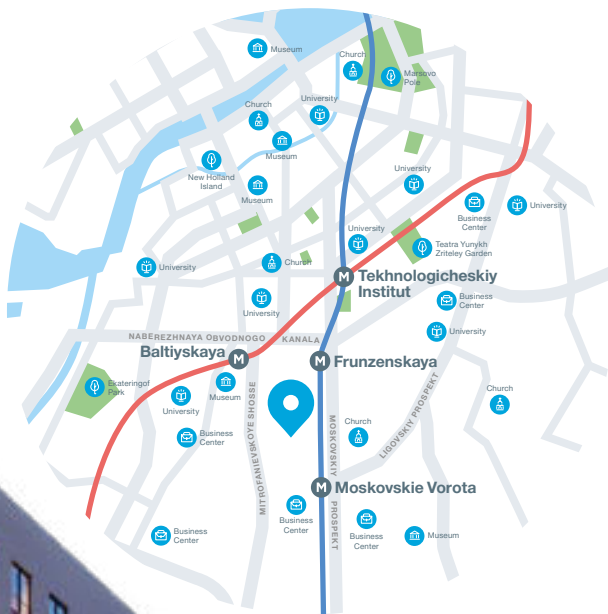 Museum
Church
Marsovo
Pole
Church
University
Museum
New Holland
Island
Museum
University
Business
Center
University
University
Teatra Yunykh
Zriteley Garden
Church
University
M
Tekhnologicheskiy
Institut
University
Business
Center
University
NABEREZHNAYA OBVODNOGO KANALA
Baltiyskaya
M
M
Frunzenskaya
Ekateringof
Park
Museum
University
Church
Business
Center
Church
MITROFANIEVSKOYE SHOSSE
MOSKOVSKIY PROSPEKT
LIGOVSKIY PROSPEKT
M
Moskovskie Vorota
Business
Center
Business
Center
Business
Center
Museum